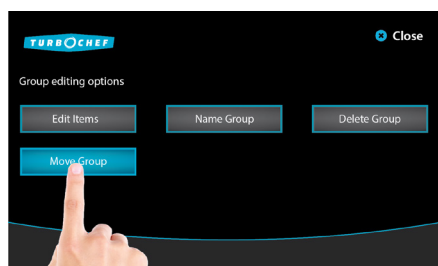 TURBOCHEF
Close
Group editing options
Edit Items
Name Group
Delete Group
Move Group